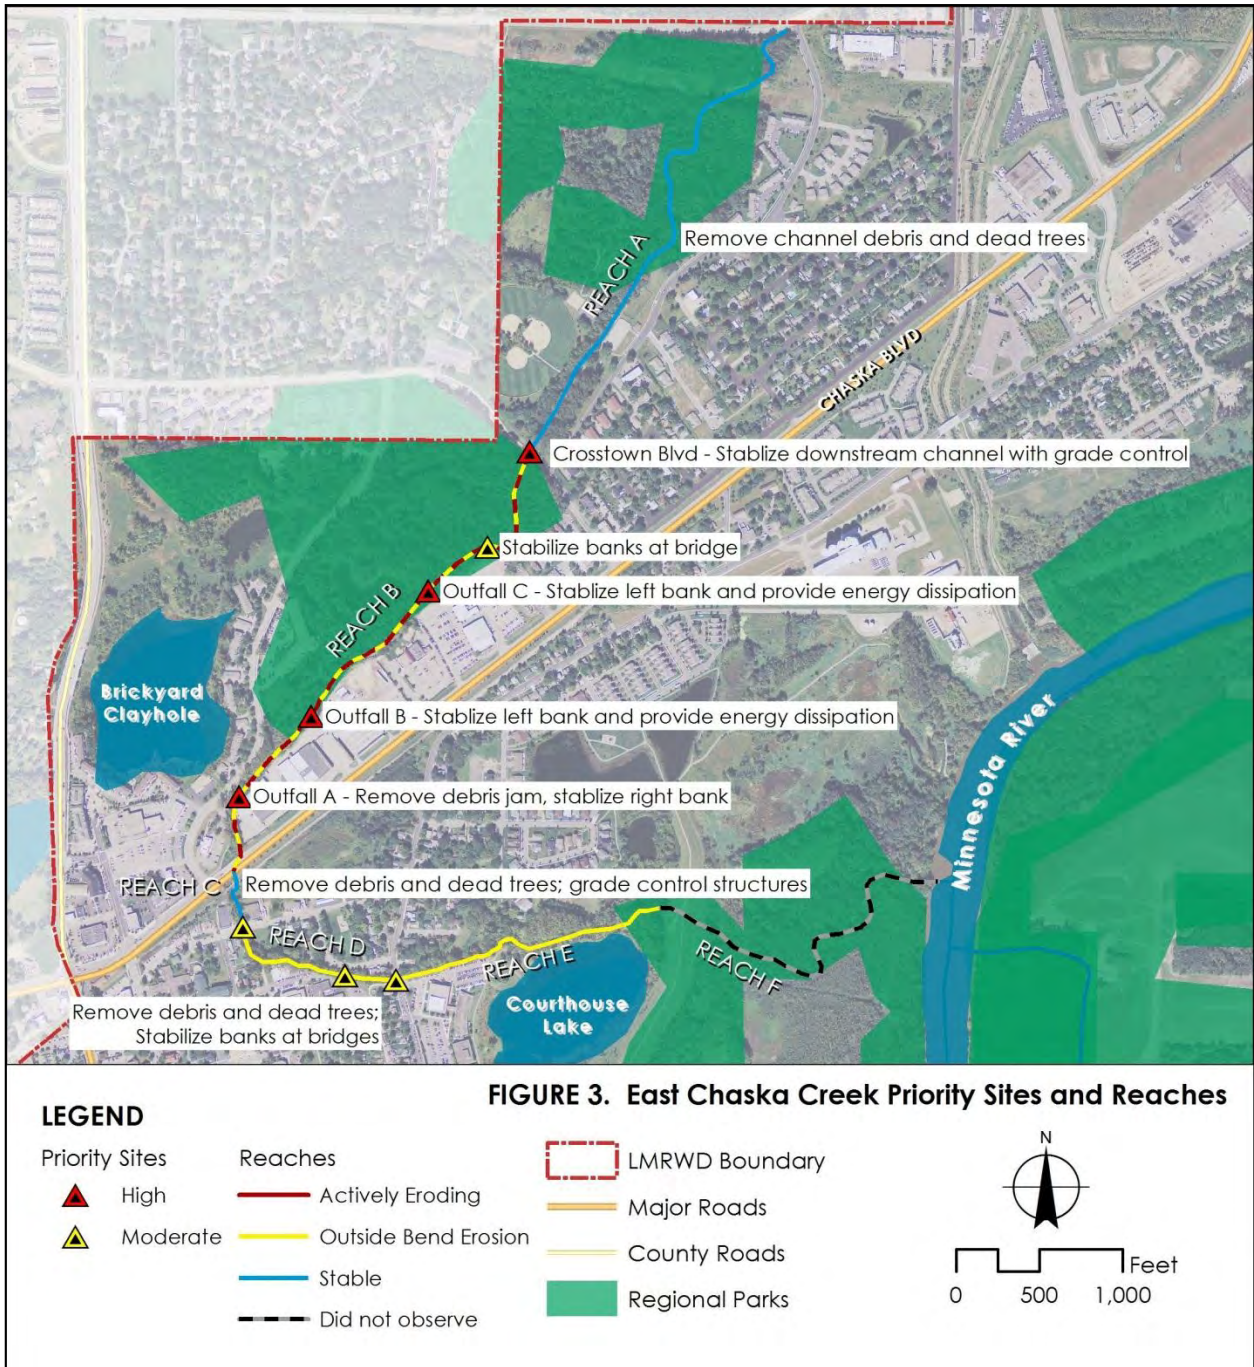 REACH A
Remove channel debris and dead trees
CHASKA BLVD
Crosstown Blvd - Stablize downstream channel with grade control
Stabilize banks at bridge
Outfall C - Stablize left bank and provide energy dissipation
REACH B
Brickyard
Clayhole
Outfall B - Stablize left bank and provide energy dissipation
Minnesota River
Outfall A - Remove debris jam, stablize right bank
REACH C
Remove debris and dead trees; grade control structures
REACH D
REACH E
REACH F
Courthouse
Lake
Remove debris and dead trees;
Stabilize banks at bridges
FIGURE 3. East Chaska Creek Priority Sites and Reaches
LEGEND
Priority Sites
High
Moderate
Reaches
Actively Eroding
Outside Bend Erosion
Stable
Did not observe
LMRWD Boundary
Major Roads
County Roads
Regional Parks
N
Feet
0 500 1,000